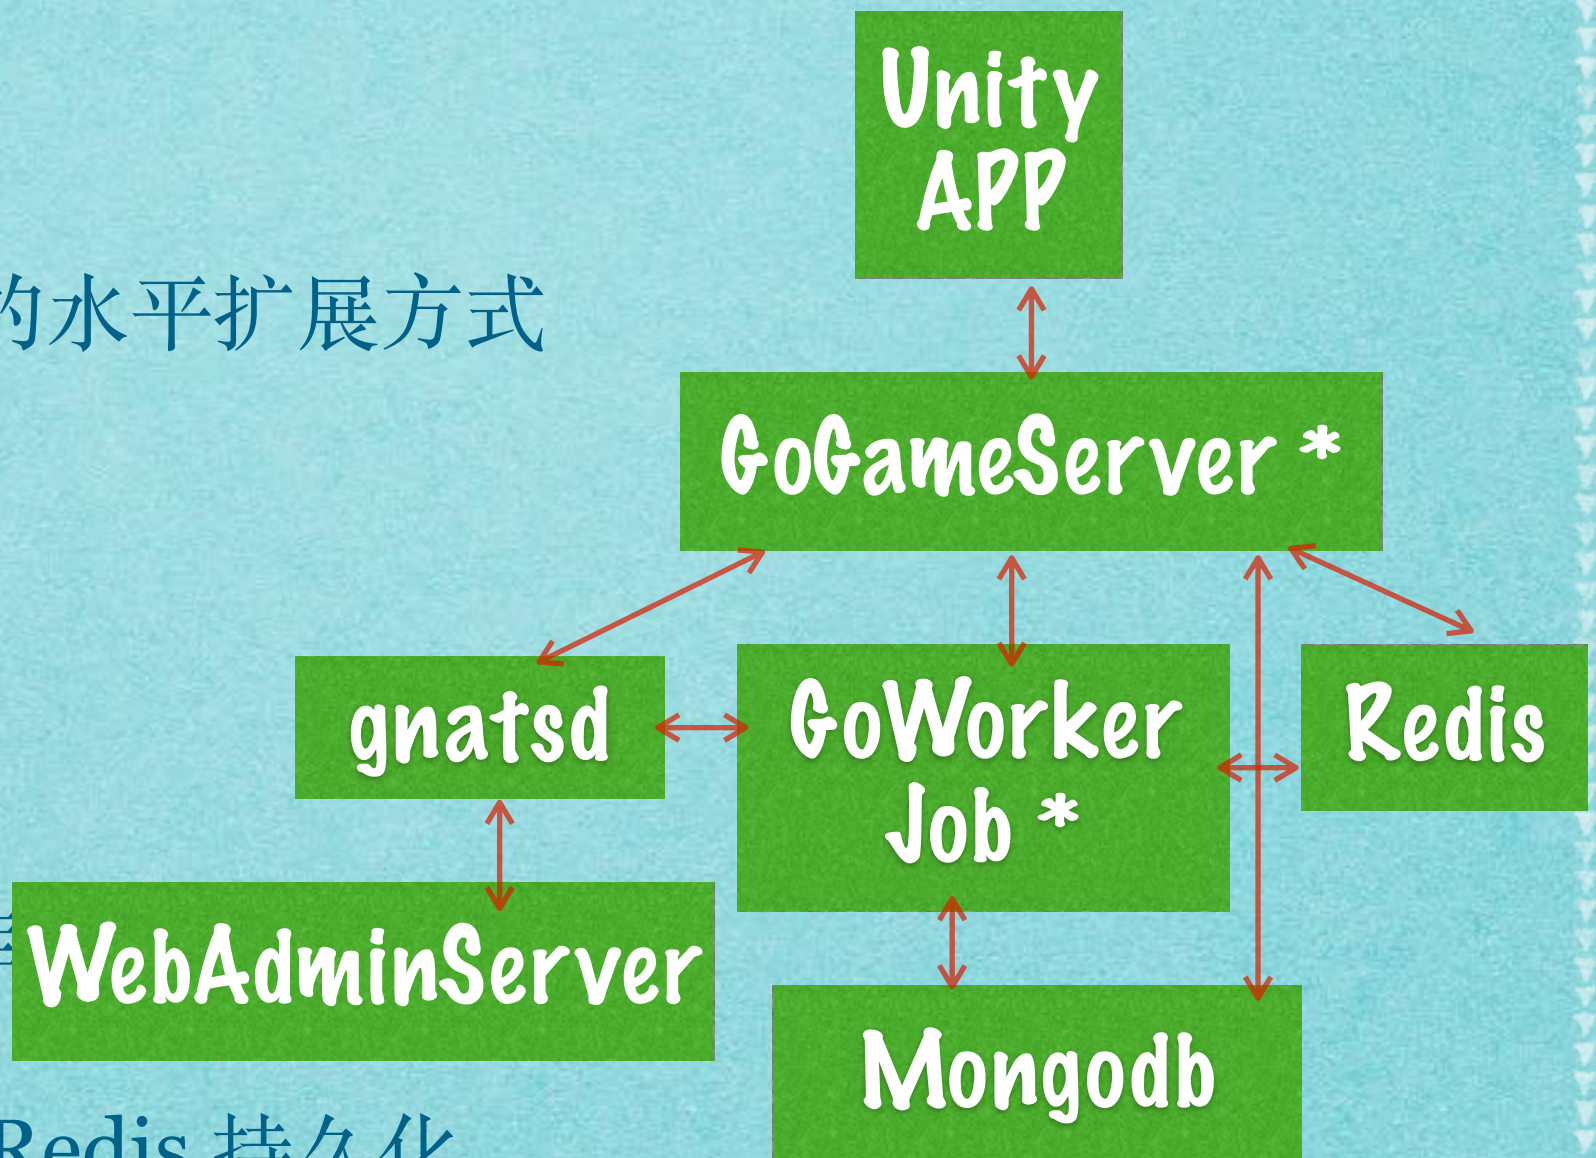 Unity
APP
的水平扩展方式
GoGameServer *
gnatsd
GoWorker
Job *
Redis
WebAdminServer
Mongodb
Redis 持久化